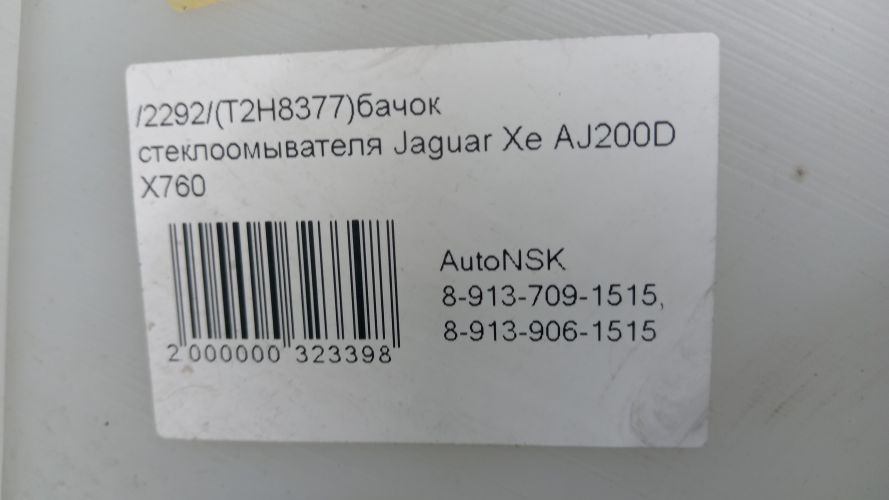 /2292/(T2H8377)бачок
стеклоомывателя Jaguar Xe AJ200D
X760
AutoNSK
8-913-709-1515,
8-913-906-1515
2 000000 323398